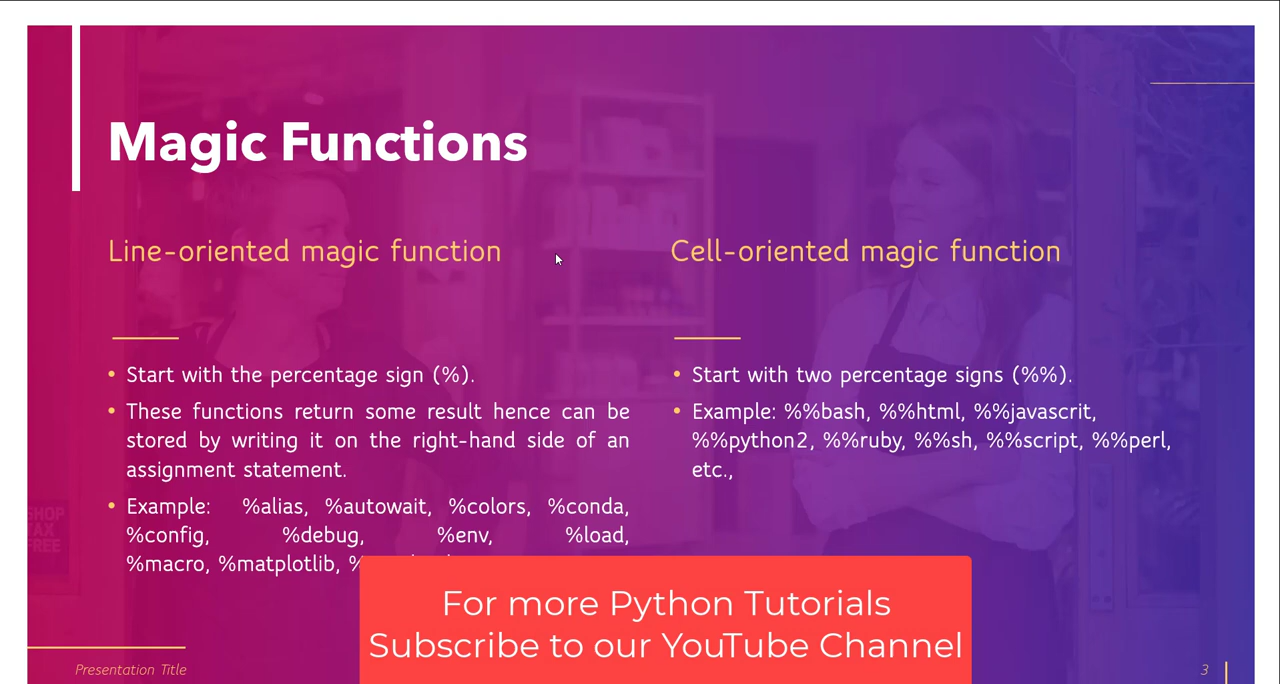 Magic Functions
Line-oriented magic function
• Start with the percentage sign (%).
• These functions return some result hence can be
stored by writing it on the right-hand side of an
assignment statement.
• Example: %alias, %autowait, %colors, %conda,
%config, %debug, %env, %load,
%macro, %matplotlib,
Cell-oriented magic function
• Start with two percentage signs (%%).
• Example: %%bash, %%html, %%javascrit,
%%python2, %%ruby, %%sh, %%script, %%perl,
etc.,
SHOP
TAX
FREE
For more Python Tutorials
Subscribe to our YouTube Channel
Presentation Title
3